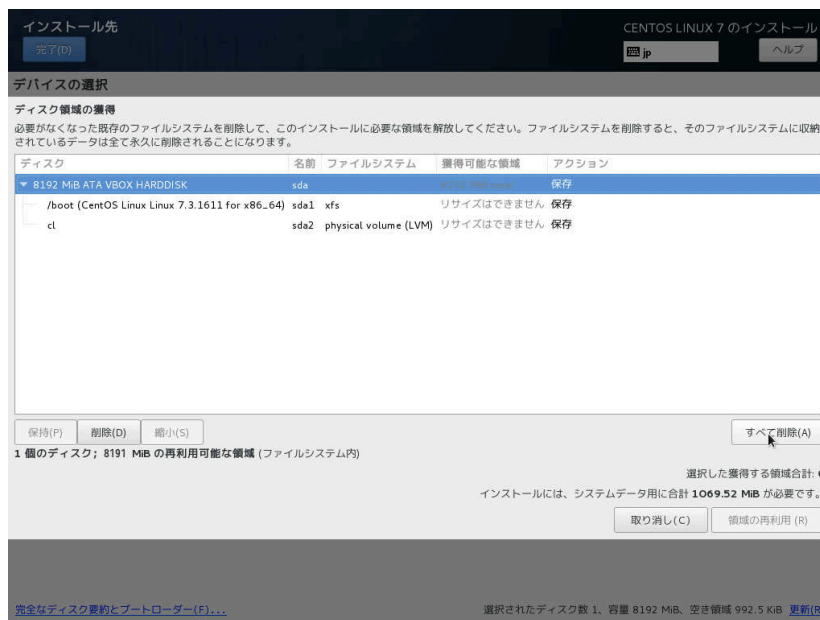 インストール先
CENTOS LINUX 7 のインストール
完了(D)
jp
ヘルプ
デバイスの選択
ディスク領域の獲得
必要がなくなった既存のファイルシステムを削除して、このインストールに必要な領域を解放してください。ファイルシステムを削除すると、そのファイルシステムに収納
されているデータは全て永久に削除されることになります。
ディスク 名前 ファイルシステム 獲得可能な領域 アクション
8192 MiB ATA VBOX HARDDISK sda 保存
/boot (CentOS Linux Linux 7.3.1611 for x86_64) sda1 xfs リサイズはできません 保存
cl sda2 physical volume (LVM) リサイズはできません 保存
保持(P) 削除(D) 縮小(S) すべて削除(A)
1 個のディスク; 8191 MiB の再利用可能な領域 (ファイルシステム内)
選択した獲得する領域合計:
インストールには、システムデータ用に合計 1069.52 MiB が必要です。
取り消し(C) 領域の再利用 (R)
完全なディスク要約とブートローダー(F)... 選択されたディスク数 1、容量 8192 MiB、空き領域 992.5 KiB 更新(R